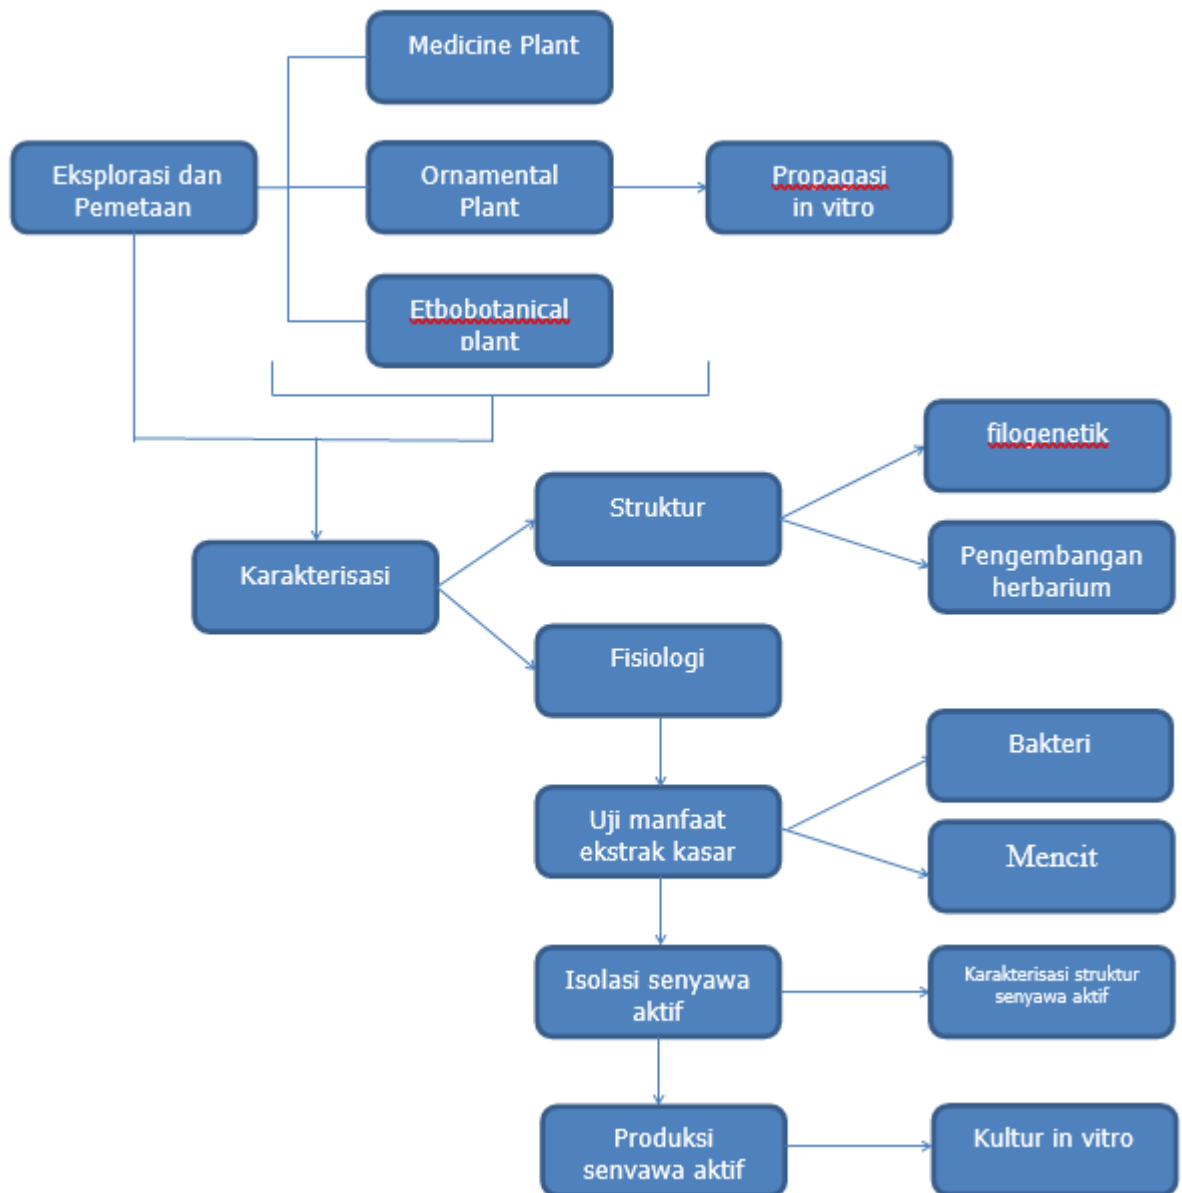 Medicine Plant
Eksplorasi dan
Pemetaan
Ornamental
Plant
Propagasi
in vitro
Etbobotanical
plant
filogenetik
Struktur
Pengembangan
herbarium
Karakterisasi
Fisiologi
Bakteri
Uji manfaat
ekstrak kasar
Mencit
Isolasi senyawa
aktif
Karakterisasi struktur
senyawa aktif
Produksi
senyawa aktif
Kultur in vitro